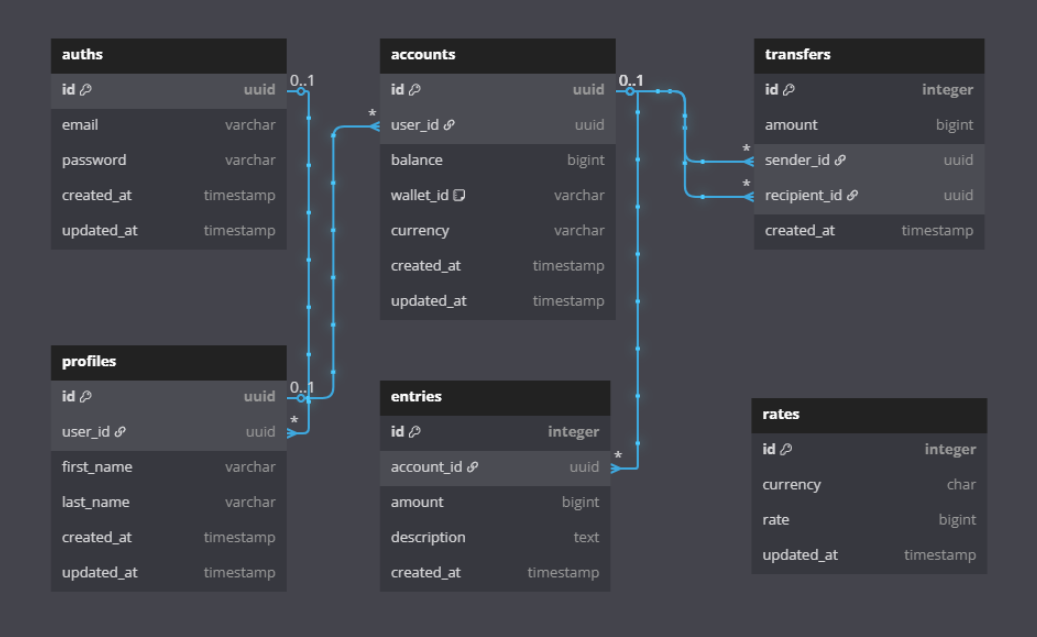 auths
id uuid
email varchar
password varchar
created_at timestamp
updated_at timestamp
0..1
accounts
id uuid
* user_id uuid
balance bigint
wallet_id varchar
currency varchar
created_at timestamp
updated_at timestamp
0..1
transfers
id integer
amount bigint
* sender_id uuid
* recipient_id uuid
created_at timestamp
profiles
id uuid
0..1
user_id uuid *
first_name varchar
last_name varchar
created_at timestamp
updated_at timestamp
entries
id integer
account_id uuid *
amount bigint
description text
created_at timestamp
rates
id integer
currency char
rate bigint
updated_at timestamp